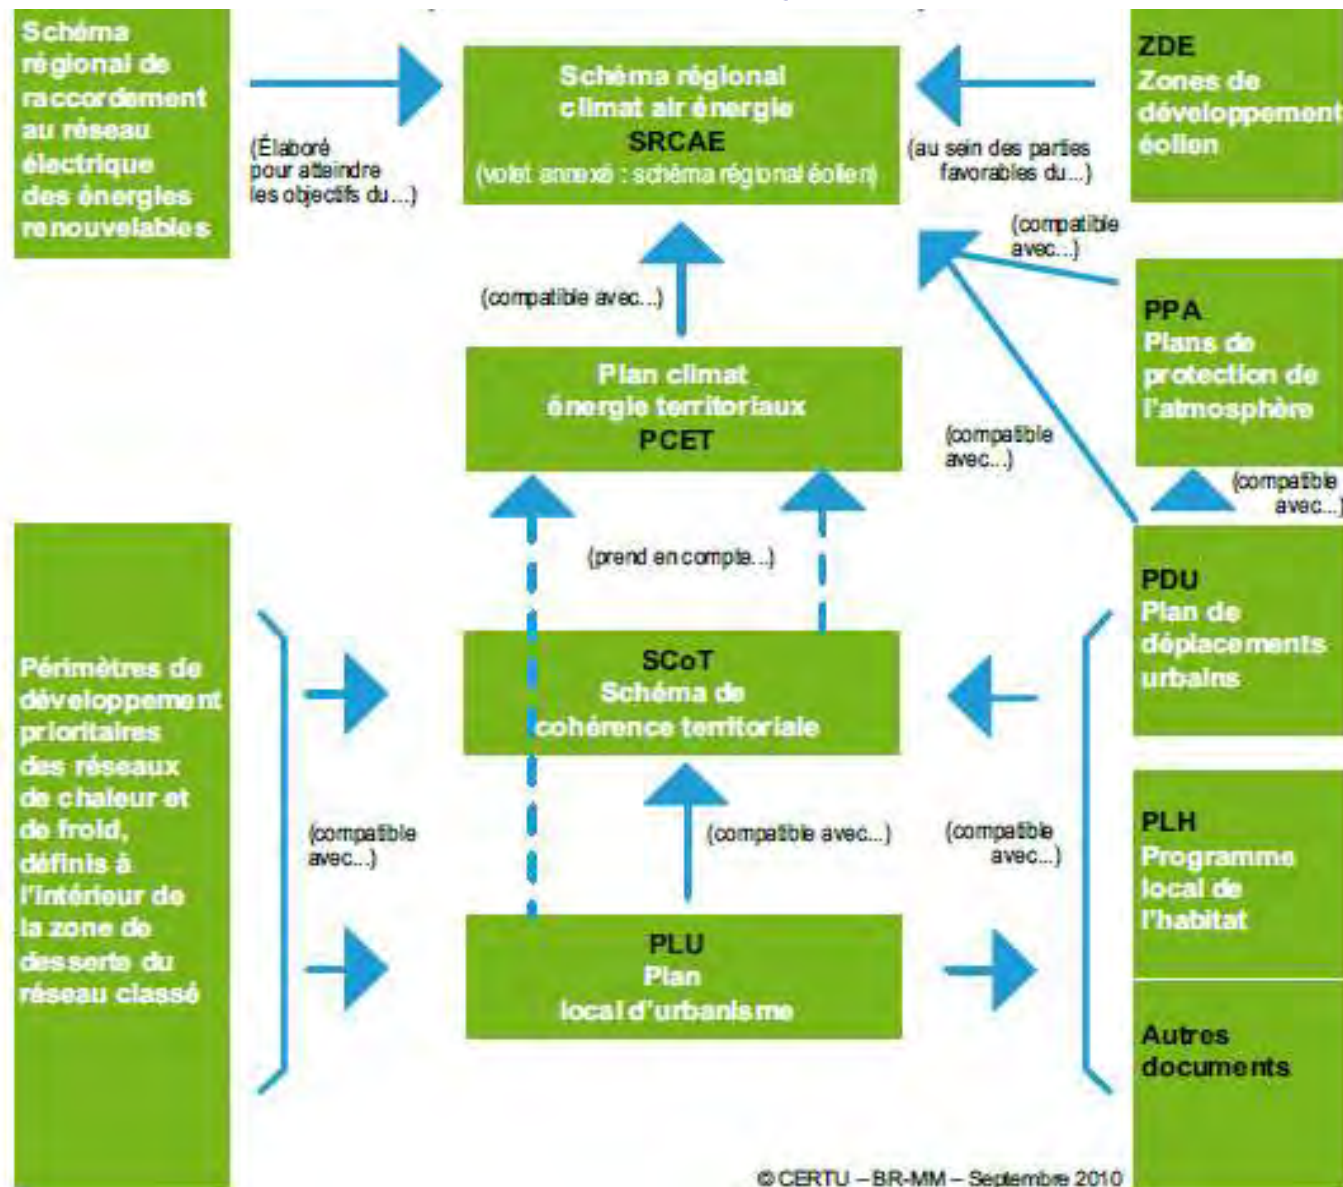 Schéma
régional de
raccordement
au réseau
électrique
des énergies
renouvelables
(Élaboré
pour atteindre
les objectifs du...)
Schéma régional
climat air énergie
SRCAE
(volet annexé : schéma régional éolien)
(au sein des parties
favorables du...)
ZDE
Zones de
développement
éolien
(compatible
avec...)
(compatible avec...)
PPA
Plans de
protection de
l'atmosphère
Plan climat
énergie territoriaux
PCET
(compatible
avec...)
(compatible
avec...)
(prend en compte...)
PDU
Plan de
déplacements
urbains
SCoT
Schéma de
cohérence territoriale
Périmètres de
développement
prioritaires
des réseaux
de chaleur et
de froid,
définis à
l'intérieur de
la zone de
desserte du
réseau classé
(compatible
avec...)
(compatible avec...)
(compatible
avec...)
PLH
Programme
local de
l'habitat
PLU
Plan
local d'urbanisme
Autres
documents
© CERTU – BR-MM – Septembre 2010